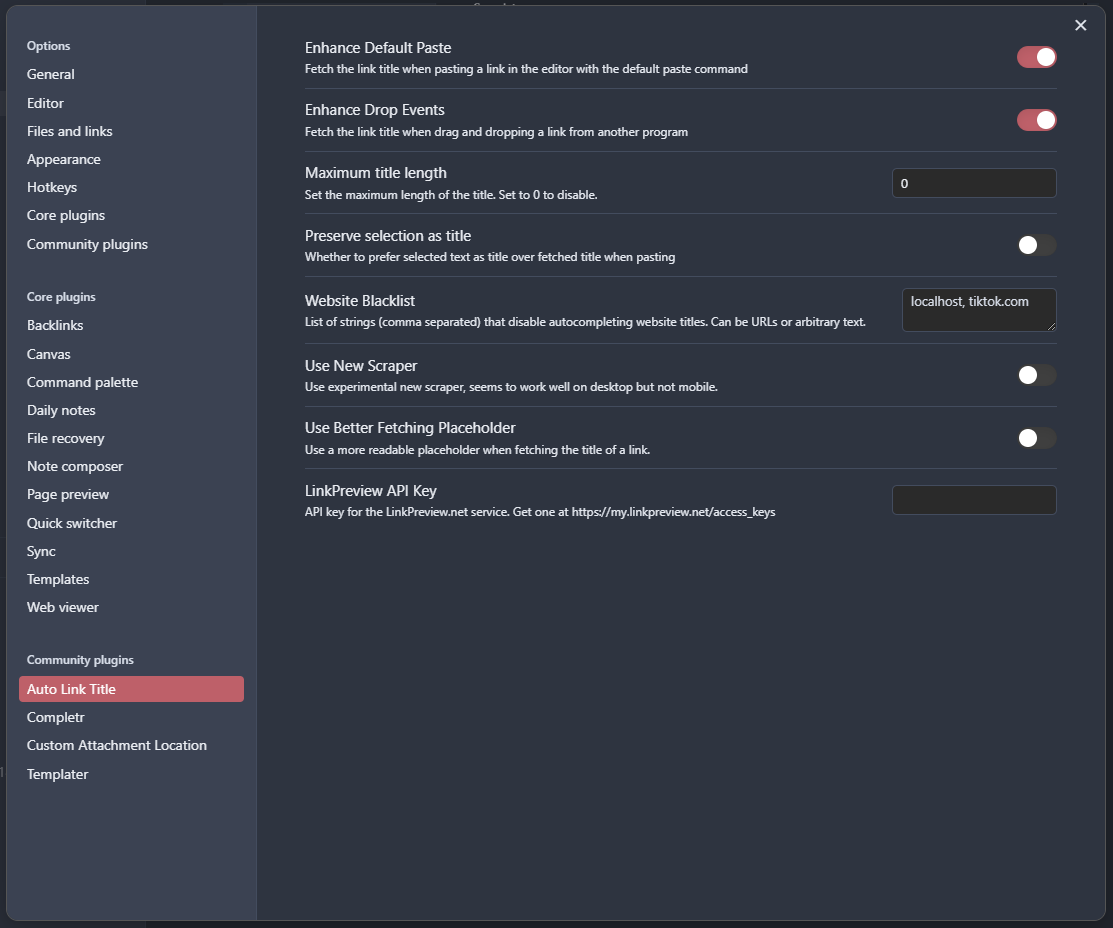 Options
General
Editor
Files and links
Appearance
Hotkeys
Core plugins
Community plugins
Core plugins
Backlinks
Canvas
Command palette
Daily notes
File recovery
Note composer
Page preview
Quick switcher
Sync
Templates
Web viewer
Community plugins
Auto Link Title
Completr
Custom Attachment Location
Templater
Enhance Default Paste
Fetch the link title when pasting a link in the editor with the default paste command
Enhance Drop Events
Fetch the link title when drag and dropping a link from another program
Maximum title length
Set the maximum length of the title. Set to 0 to disable.
0
Preserve selection as title
Whether to prefer selected text as title over fetched title when pasting
Website Blacklist
List of strings (comma separated) that disable autocompleting website titles. Can be URLs or arbitrary text.
localhost, tiktok.com
Use New Scraper
Use experimental new scraper, seems to work well on desktop but not mobile.
Use Better Fetching Placeholder
Use a more readable placeholder when fetching the title of a link.
LinkPreview API Key
API key for the LinkPreview.net service. Get one at https://my.linkpreview.net/access_keys